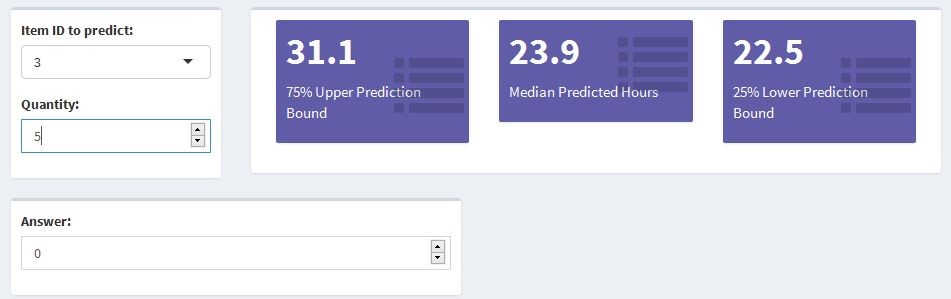 Item ID to predict:
3
Quantity:
5
31.1
75% Upper Prediction
Bound
23.9
Median Predicted Hours
22.5
25% Lower Prediction
Bound
Answer:
0